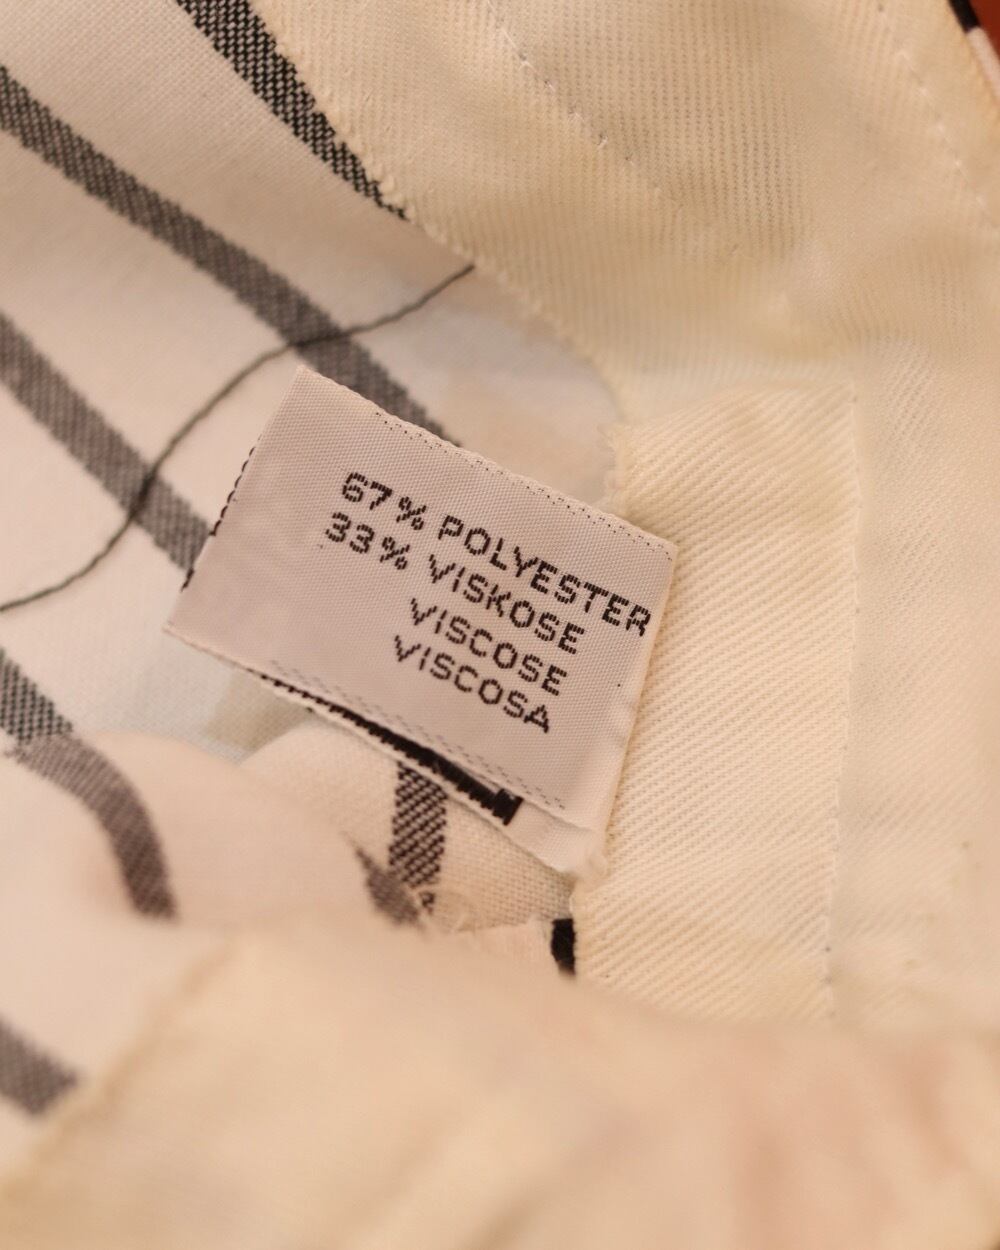 67% POLYESTER
33% VISKOSE
VISCOSE
VISCOSA